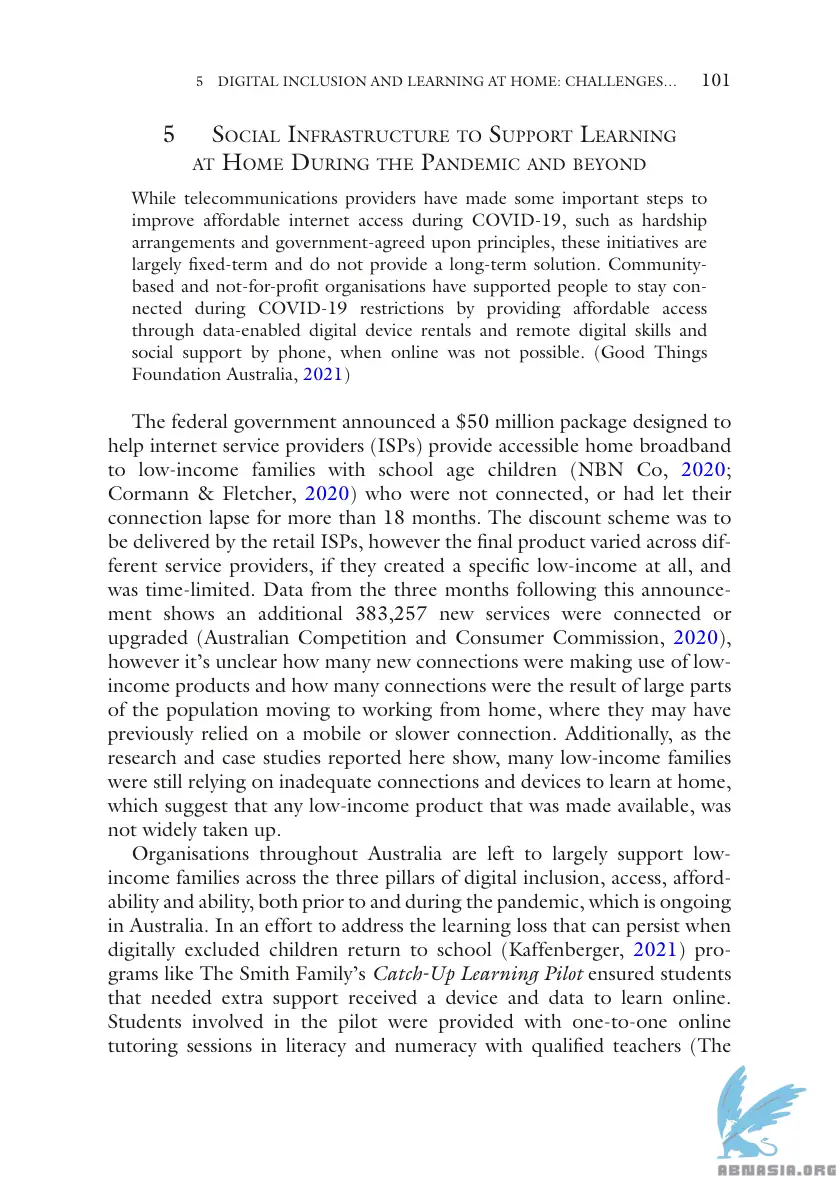 5 DIGITAL INCLUSION AND LEARNING AT HOME: CHALLENGES… 101
5 Social Infrastructure to Support Learning
at Home During the Pandemic and beyond
While telecommunications providers have made some important steps to
improve affordable internet access during COVID-19, such as hardship
arrangements and government-agreed upon principles, these initiatives are
largely fixed-term and do not provide a long-term solution. Community-
based and not-for-profit organisations have supported people to stay con-
nected during COVID-19 restrictions by providing affordable access
through data-enabled digital device rentals and remote digital skills and
social support by phone, when online was not possible. (Good Things
Foundation Australia, 2021)
The federal government announced a $50 million package designed to
help internet service providers (ISPs) provide accessible home broadband
to low-income families with school age children (NBN Co, 2020;
Cormann & Fletcher, 2020) who were not connected, or had let their
connection lapse for more than 18 months. The discount scheme was to
be delivered by the retail ISPs, however the final product varied across dif-
ferent service providers, if they created a specific low-income at all, and
was time-limited. Data from the three months following this announce-
ment shows an additional 383,257 new services were connected or
upgraded (Australian Competition and Consumer Commission, 2020),
however it's unclear how many new connections were making use of low-
income products and how many connections were the result of large parts
of the population moving to working from home, where they may have
previously relied on a mobile or slower connection. Additionally, as the
research and case studies reported here show, many low-income families
were still relying on inadequate connections and devices to learn at home,
which suggest that any low-income product that was made available, was
not widely taken up.
Organisations throughout Australia are left to largely support low-
income families across the three pillars of digital inclusion, access, afford-
ability and ability, both prior to and during the pandemic, which is ongoing
in Australia. In an effort to address the learning loss that can persist when
digitally excluded children return to school (Kaffenberger, 2021) pro-
grams like The Smith Family's Catch-Up Learning Pilot ensured students
that needed extra support received a device and data to learn online.
Students involved in the pilot were provided with one-to-one online
tutoring sessions in literacy and numeracy with qualified teachers (The
ABNASIA.ORG